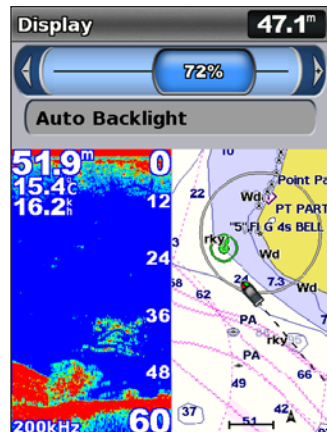 Display
47.1m
72%
Auto Backlight
51.9m
0
15.4°C
16.2k/h
12
24
36
48
60
200kHz
10
Point Pa
22
Wd
PT PART
"5" Fl G 4s BELL
rky
Wd
3
24
7.3
58
62
Wd
PA
rky
PA
66
49
37
42
51